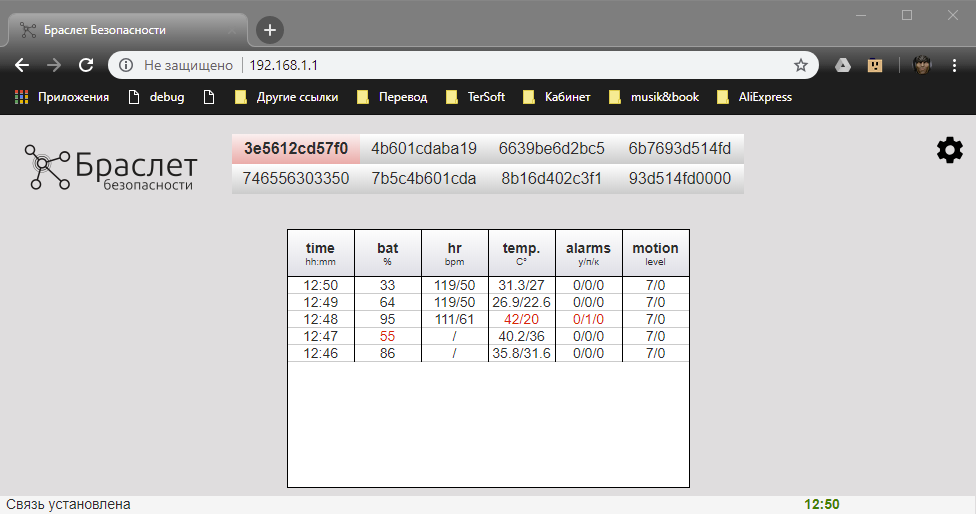 Браслет Безопасности
Не защищено 192.168.1.1
Приложения debug Другие ссылки Перевод TerSoft Кабинет musik&book AliExpress
Браслет
безопасности
3e5612cd57f0 4b601cdaba19 6639be6d2bc5 6b7693d514fd
746556303350 7b5c4b601cda 8b16d402c3f1 93d514fd0000
time bat hr temp. alarms motion
hh:mm % bpm C° у/п/к level
12:50 33 119/50 31.3/27 0/0/0 7/0
12:49 64 119/50 26.9/22.6 0/0/0 7/0
12:48 95 111/61 42/20 0/1/0 7/0
12:47 55 / 40.2/36 0/0/0 7/0
12:46 86 / 35.8/31.6 0/0/0 7/0
Связь установлена 12:50